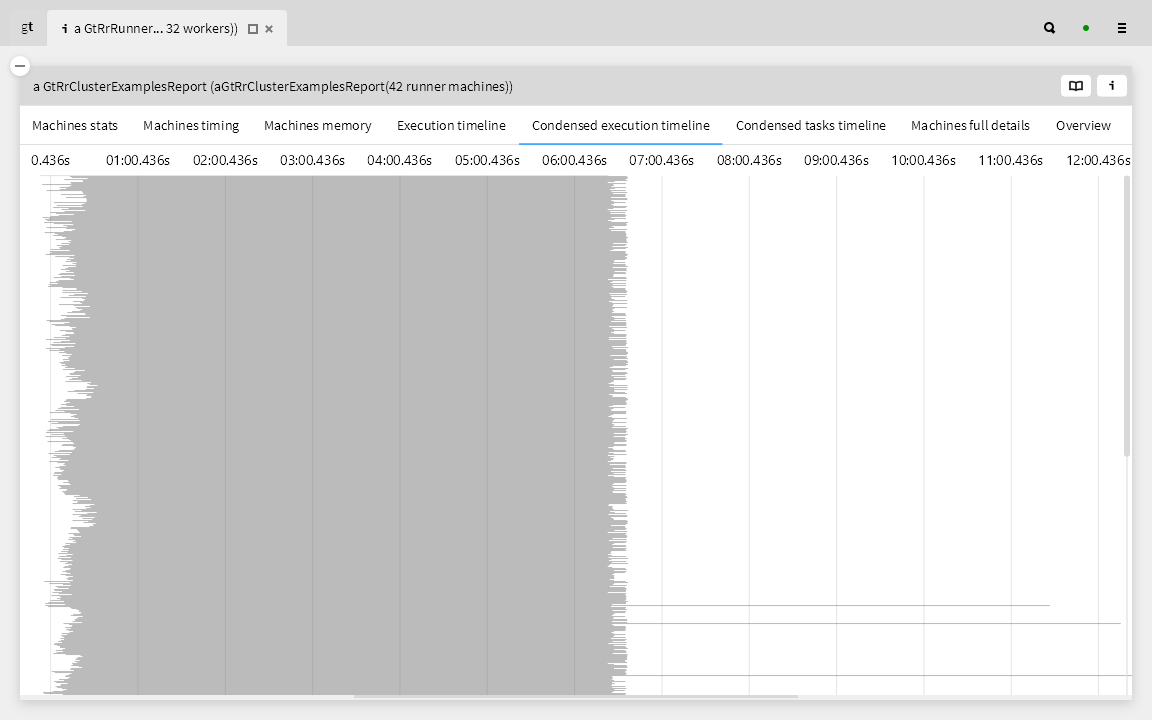 gt
a GtRrRunner... 32 workers))
a GtRrClusterExamplesReport (aGtRrClusterExamplesReport(42 runner machines))
Machines stats Machines timing Machines memory Execution timeline Condensed execution timeline Condensed tasks timeline Machines full details Overview
0.436s 01:00.436s 02:00.436s 03:00.436s 04:00.436s 05:00.436s 06:00.436s 07:00.436s 08:00.436s 09:00.436s 10:00.436s 11:00.436s 12:00.436s